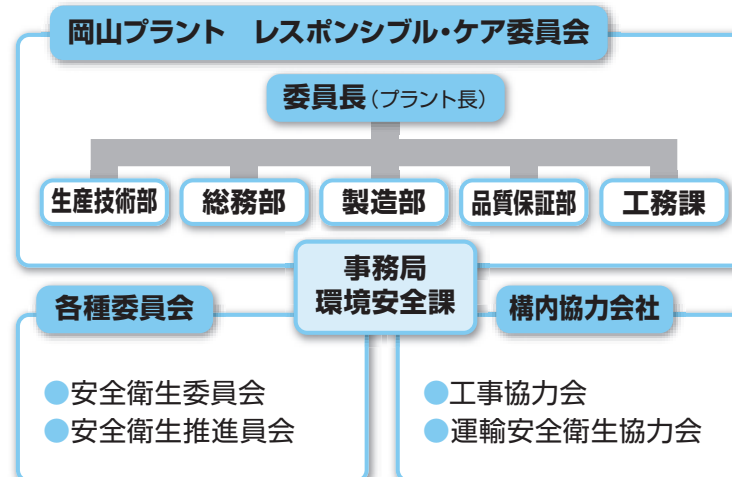 岡山プラント　レスポンシブル・ケア委員会
委員長（プラント長）
生産技術部
総務部
製造部
品質保証部
工務課
事務局
環境安全課
各種委員会
●安全衛生委員会
●安全衛生推進員会
構内協力会社
●工事協力会
●運輸安全衛生協力会